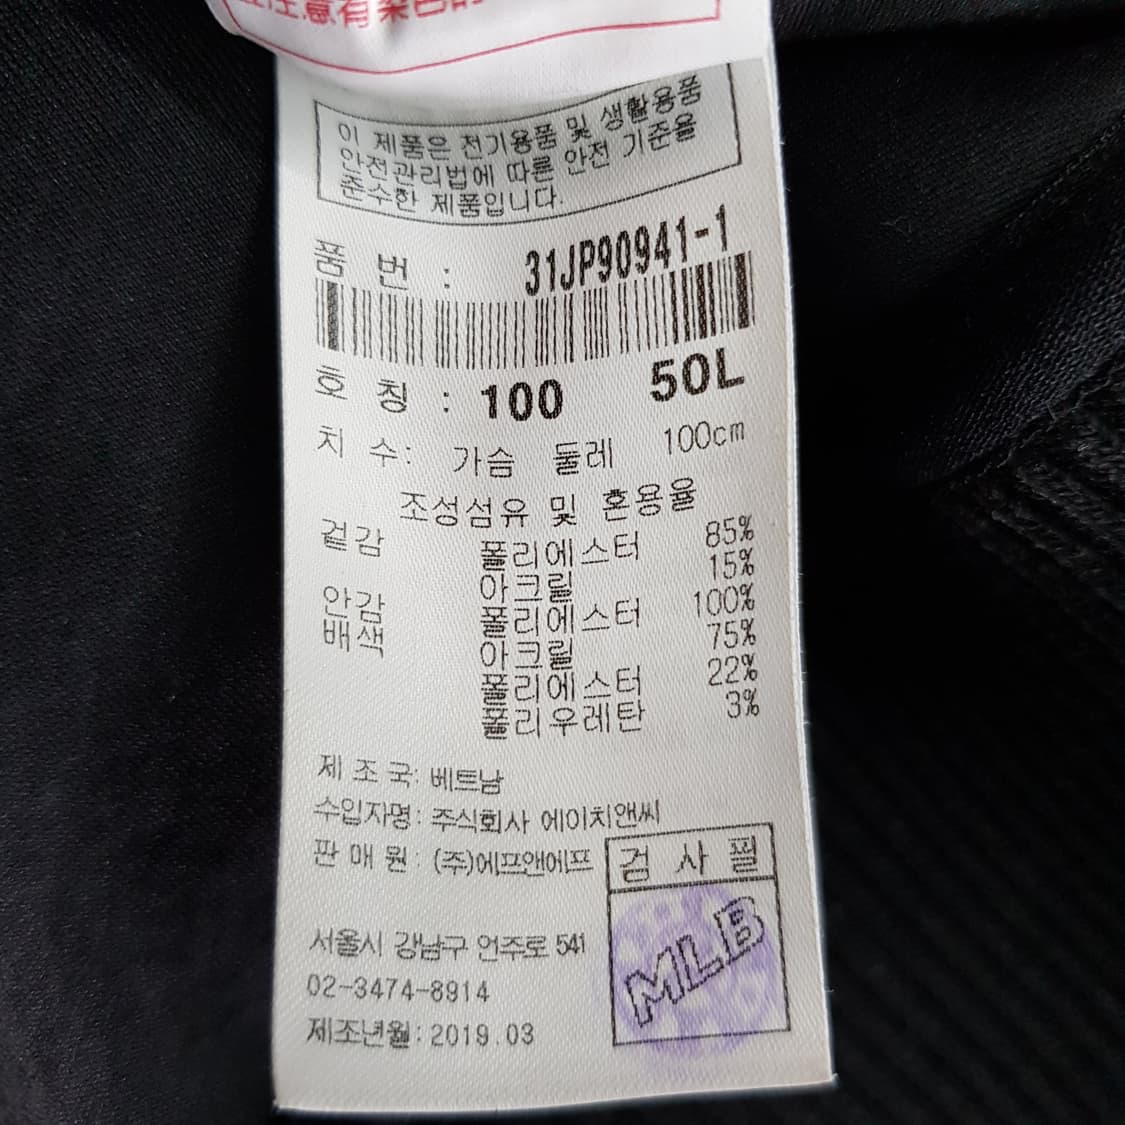 이 제품은 전기용품 및 생활용품
안전관리법에 따른 안전 기준을
준수한 제품입니다.
품 번 : 31JP90941-1
호 칭 : 100 50L
치 수: 가슴 둘레 100cm
조성섬유 및 혼용율
겉감 폴리에스터 85%
아크릴 15%
안감 폴리에스터 100%
배색 아크릴 75%
폴리에스터 22%
폴리우레탄 3%
제 조 국: 베트남
수입자명: 주식회사 에이치앤씨
판 매 원 : (주)에프앤에프
검 사 필
MLB
서울시 강남구 언주로 541
02-3474-8914
제조년월: 2019.03